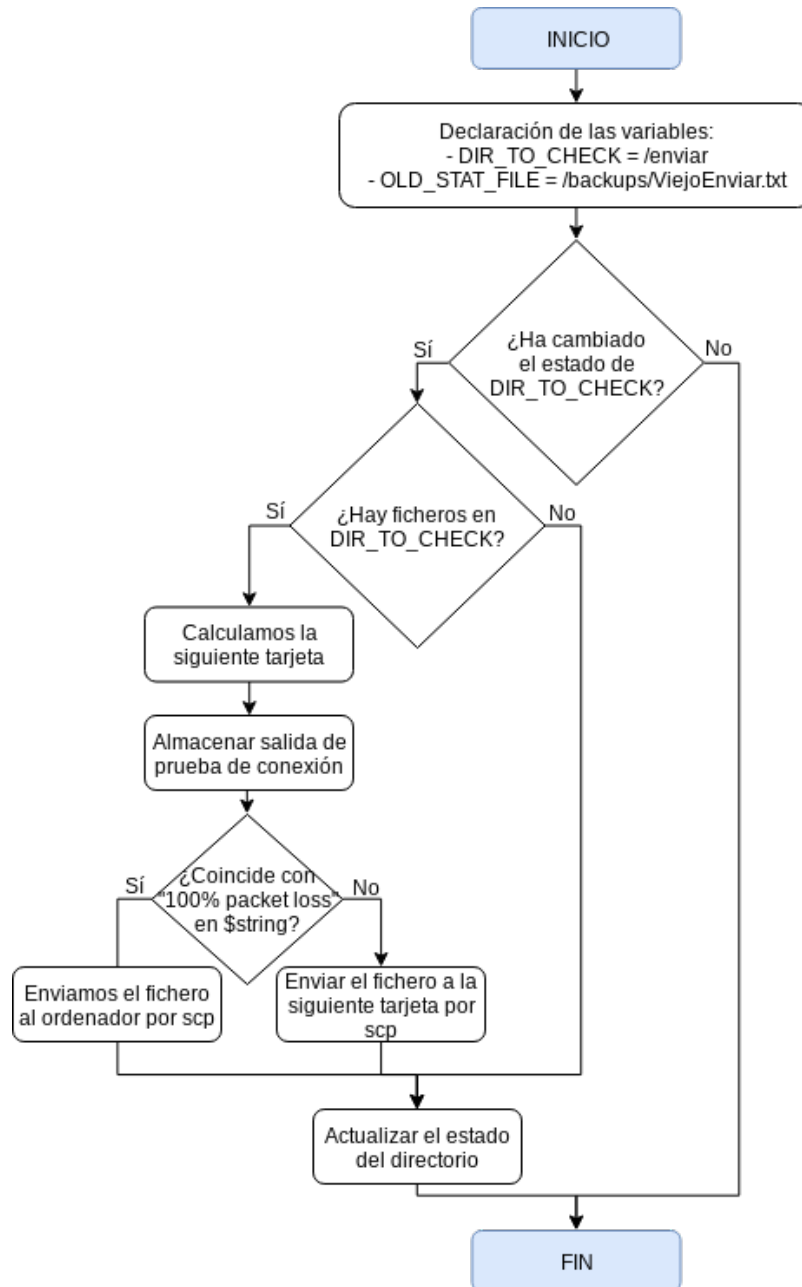 INICIO
Declaración de las variables:
- DIR_TO_CHECK = /enviar
- OLD_STAT_FILE = /backups/ViejoEnviar.txt
¿Ha cambiado
el estado de
DIR_TO_CHECK?
Sí
No
¿Hay ficheros en
DIR_TO_CHECK?
Sí
No
Calculamos la
siguiente tarjeta
Almacenar salida de
prueba de conexión
¿Coincide con
"100% packet loss"
en $string?
Sí
No
Enviamos el fichero
al ordenador por scp
Enviar el fichero a la
siguiente tarjeta por
scp
Actualizar el estado
del directorio
FIN